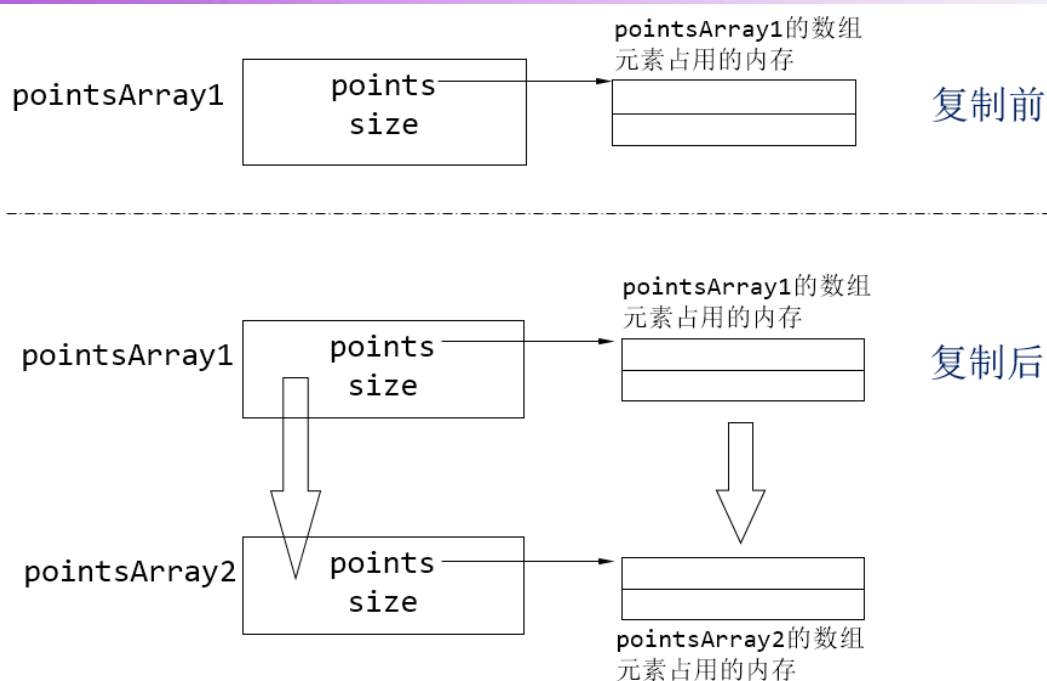 pointsArray1的数组
元素占用的内存
pointsArray1
points
size
复制前
pointsArray1的数组
元素占用的内存
pointsArray1
points
size
复制后
pointsArray2
points
size
pointsArray2的数组
元素占用的内存